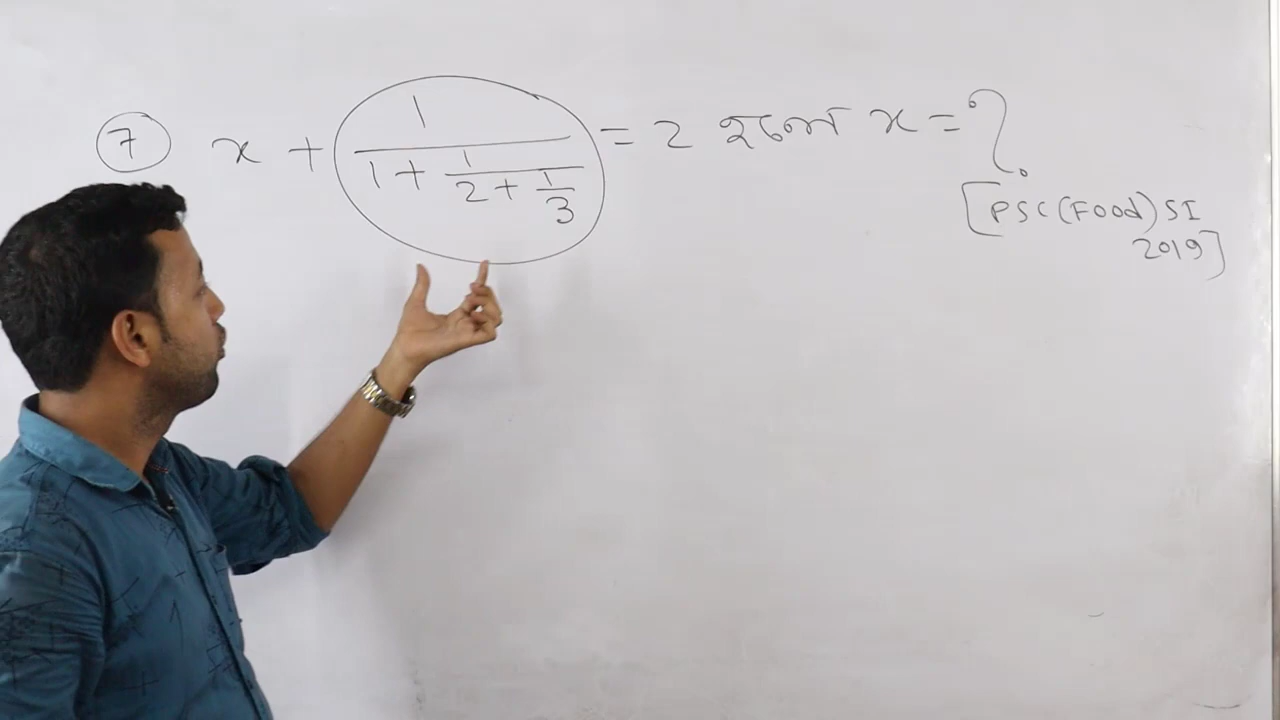 7 x + 1 / (1 + 1 / (2 + 1/3)) = 2 হলে x = ?
[PSC (Food) SI
2019]